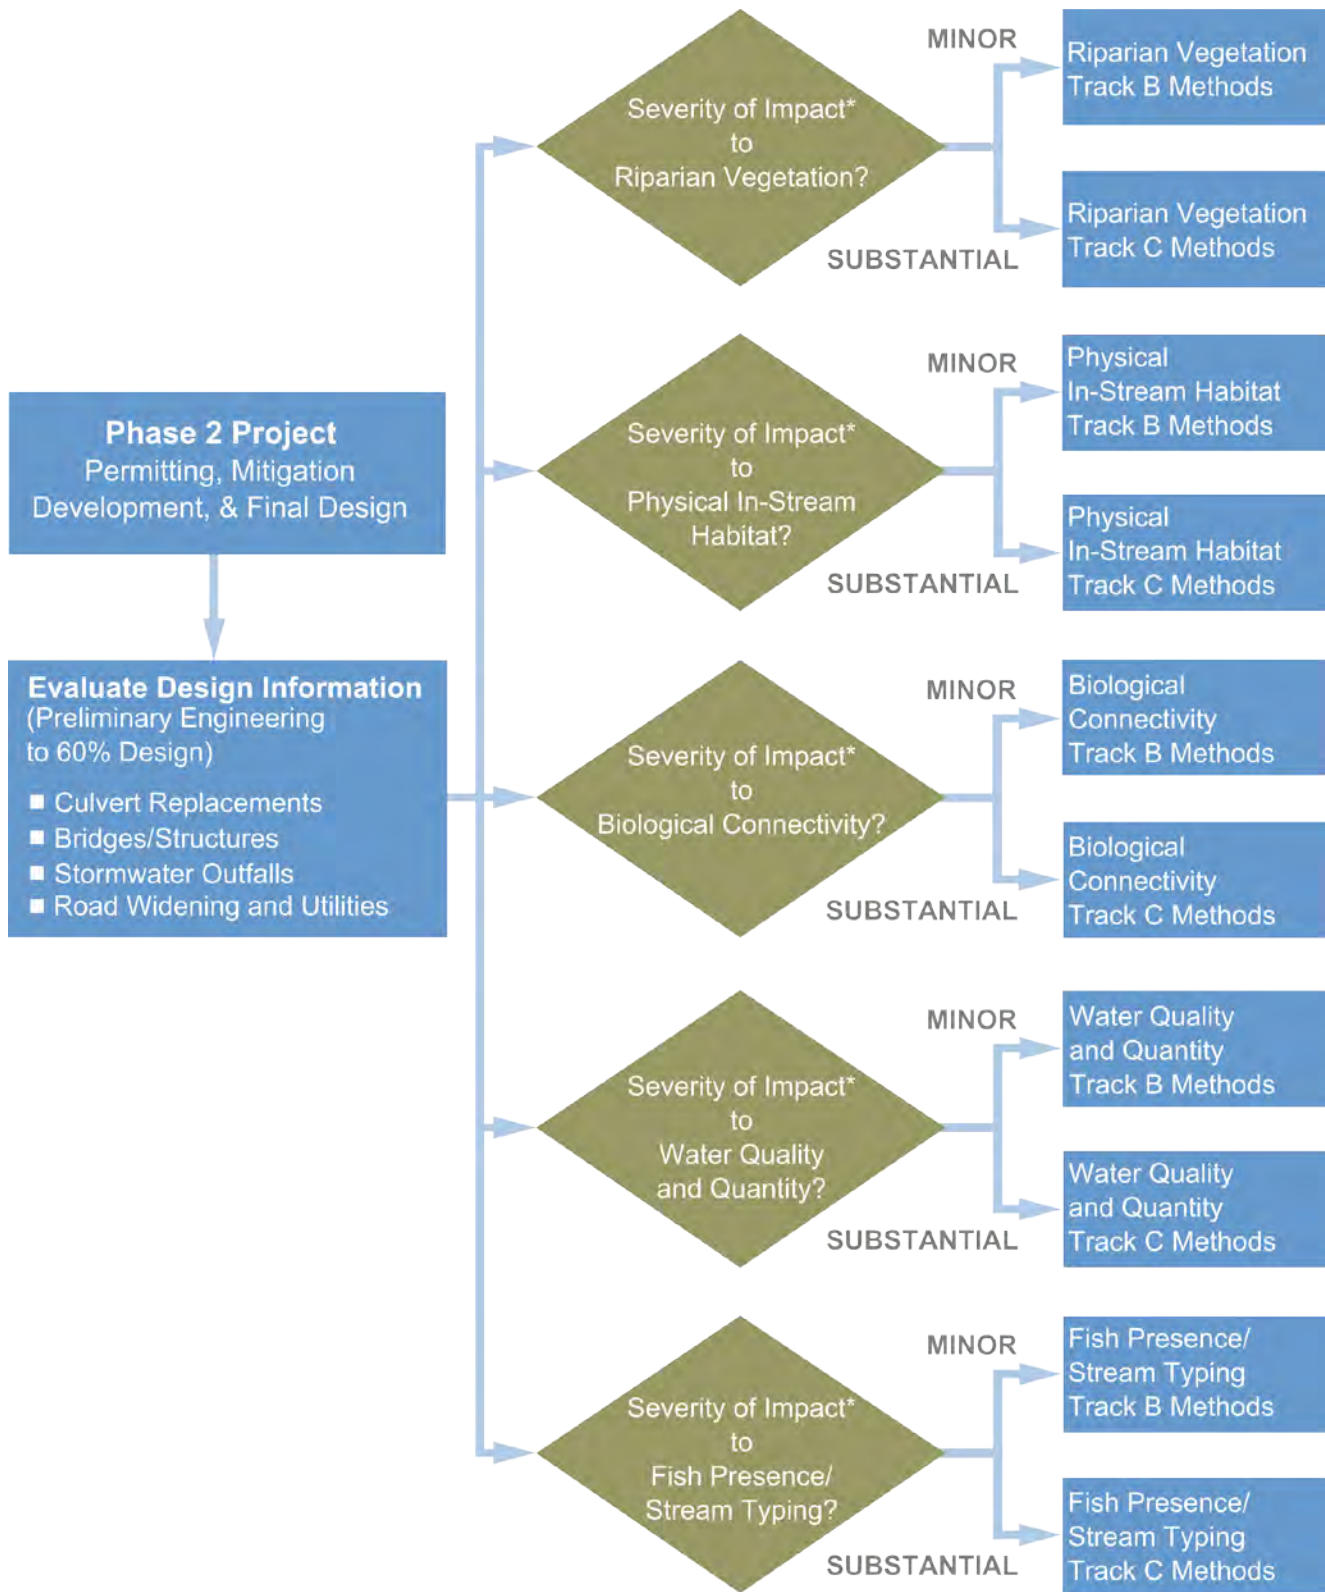 Phase 2 Project
Permitting, Mitigation
Development, & Final Design
Evaluate Design Information
(Preliminary Engineering
to 60% Design)
Culvert Replacements
Bridges/Structures
Stormwater Outfalls
Road Widening and Utilities
Severity of Impact*
to
Riparian Vegetation?
MINOR
Riparian Vegetation
Track B Methods
SUBSTANTIAL
Riparian Vegetation
Track C Methods
Severity of Impact*
to
Physical In-Stream
Habitat?
MINOR
Physical
In-Stream Habitat
Track B Methods
SUBSTANTIAL
Physical
In-Stream Habitat
Track C Methods
Severity of Impact*
to
Biological Connectivity?
MINOR
Biological
Connectivity
Track B Methods
SUBSTANTIAL
Biological
Connectivity
Track C Methods
Severity of Impact*
to
Water Quality
and Quantity?
MINOR
Water Quality
and Quantity
Track B Methods
SUBSTANTIAL
Water Quality
and Quantity
Track C Methods
Severity of Impact*
to
Fish Presence/
Stream Typing?
MINOR
Fish Presence/
Stream Typing
Track B Methods
SUBSTANTIAL
Fish Presence/
Stream Typing
Track C Methods